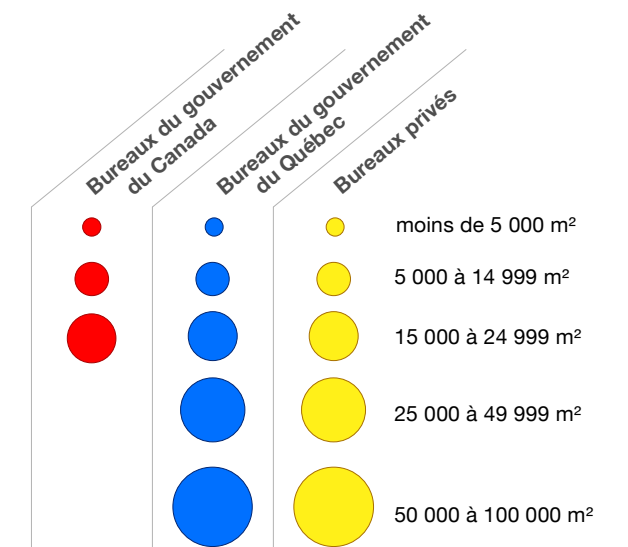 Bureaux du gouvernement
du Canada
Bureaux du gouvernement
du Québec
Bureaux privés
moins de 5 000 m²
5 000 à 14 999 m²
15 000 à 24 999 m²
25 000 à 49 999 m²
50 000 à 100 000 m²